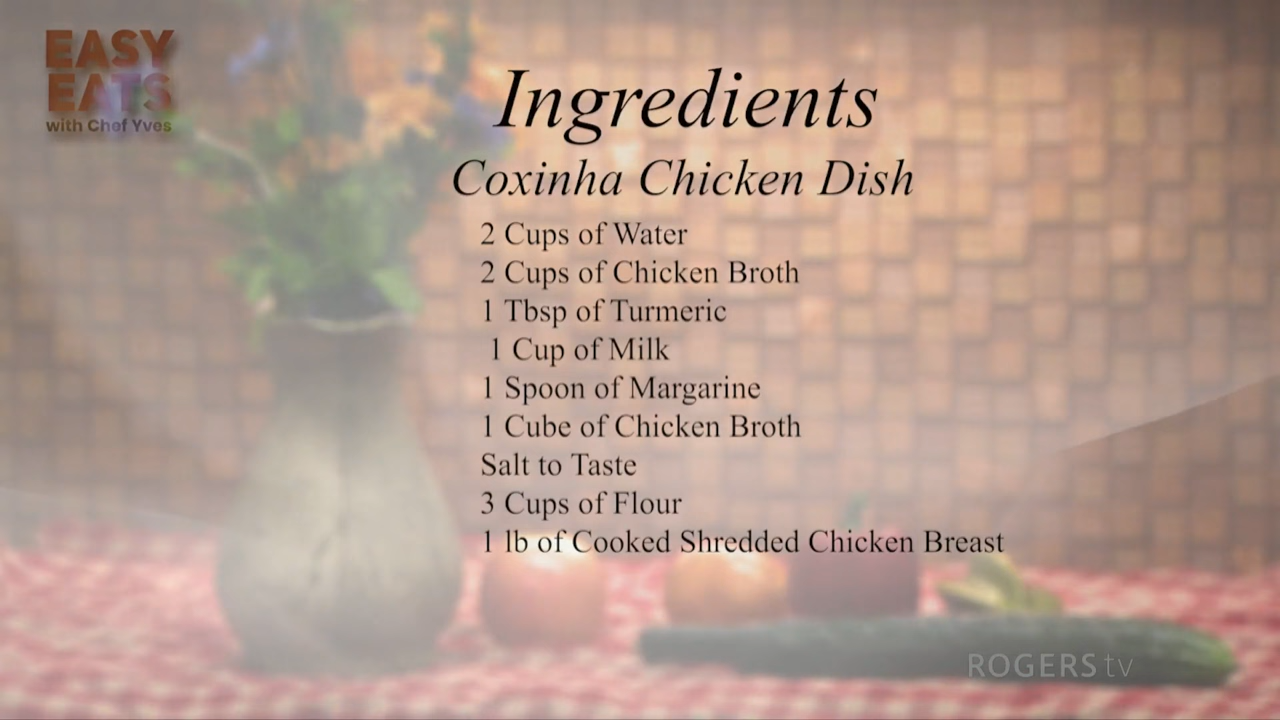 EASY
EATS
with Chef Yves
Ingredients
Coxinha Chicken Dish
2 Cups of Water
2 Cups of Chicken Broth
1 Tbsp of Turmeric
1 Cup of Milk
1 Spoon of Margarine
1 Cube of Chicken Broth
Salt to Taste
3 Cups of Flour
1 lb of Cooked Shredded Chicken Breast
ROGERS tv